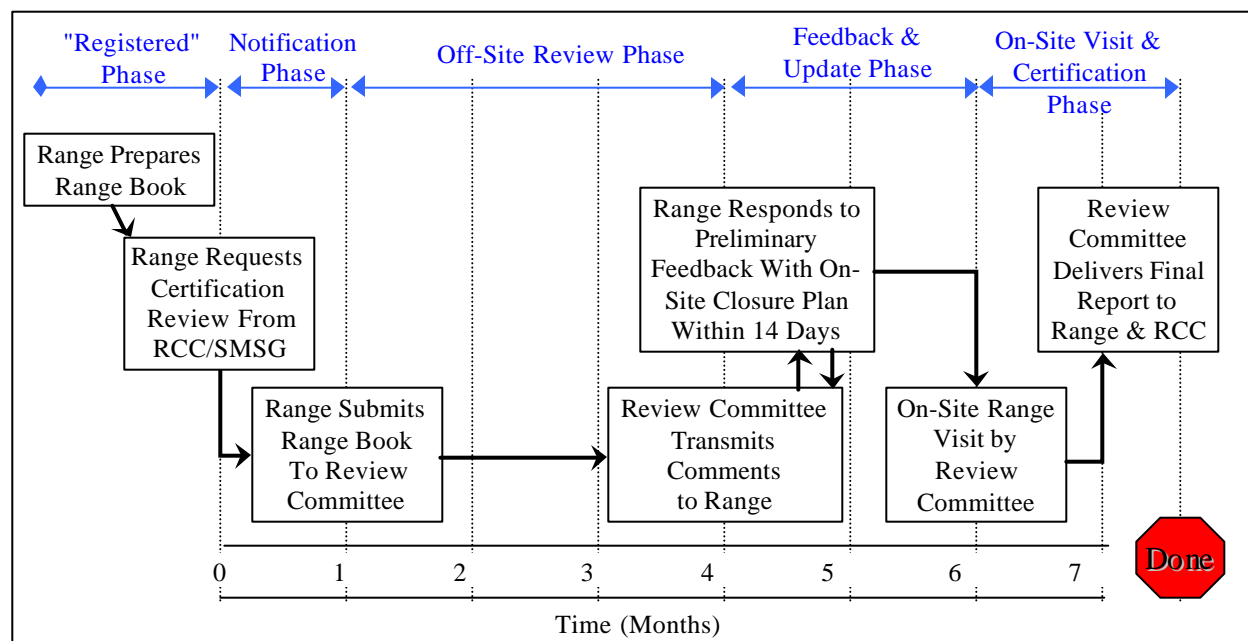 "Registered"
Phase
Notification
Phase
Off-Site Review Phase
Feedback &
Update Phase
On-Site Visit &
Certification
Phase
Range Prepares
Range Book
Range Requests
Certification
Review From
RCC/SMSG
Range Submits
Range Book
To Review
Committee
Review Committee
Transmits
Comments
to Range
Range Responds to
Preliminary
Feedback With On-
Site Closure Plan
Within 14 Days
On-Site Range
Visit by
Review
Committee
Review
Committee
Delivers Final
Report to
Range & RCC
Done
0 1 2 3 4 5 6 7
Time (Months)